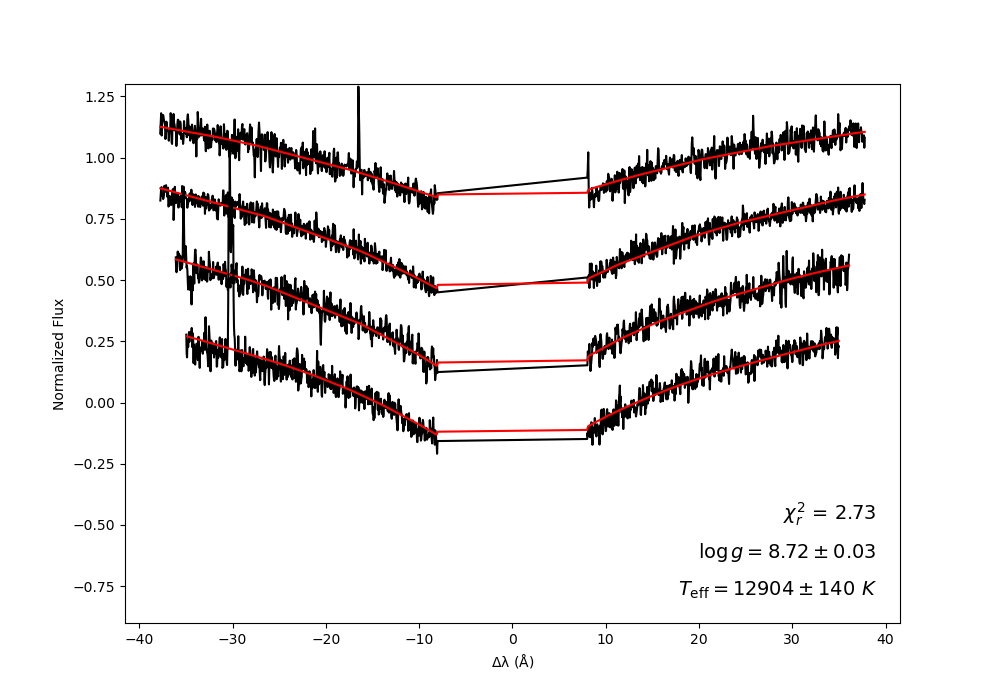 1.25
1.00
0.75
0.50
0.25
0.00
−0.25
−0.50
−0.75
Normalized Flux
χ²ᵣ = 2.73
log g = 8.72 ± 0.03
T_eff = 12904 ± 140 K
−40 −30 −20 −10 0 10 20 30 40
Δλ (Å)